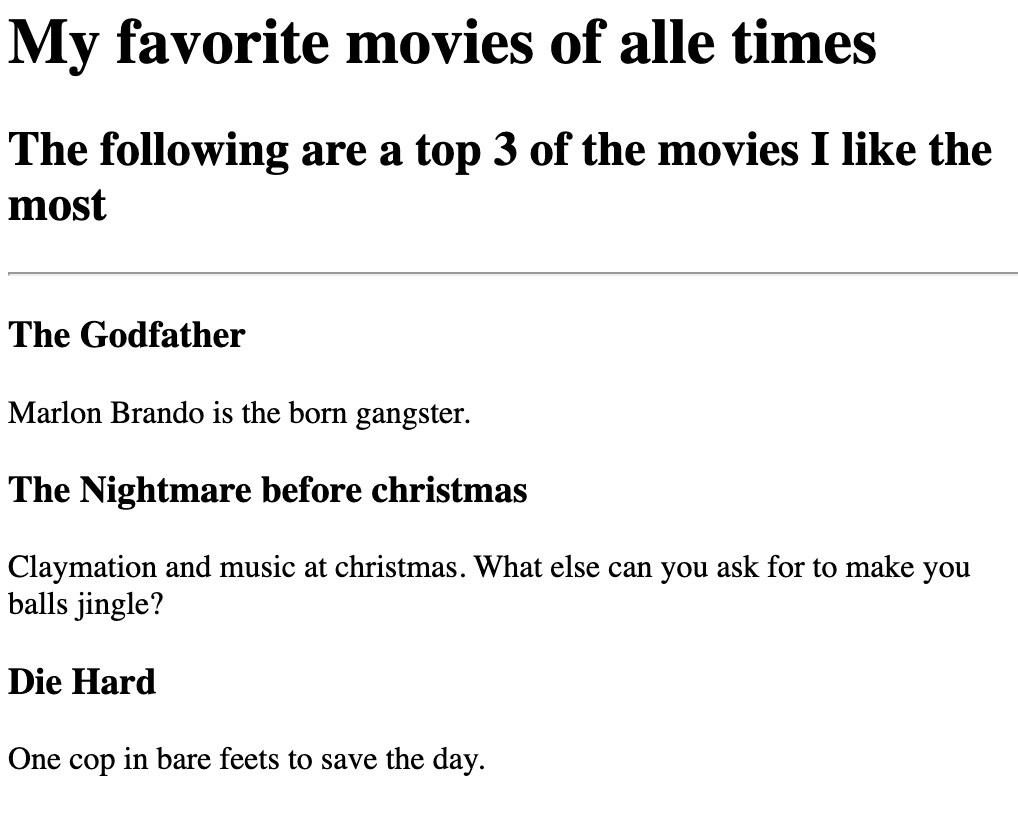 My favorite movies of alle times
The following are a top 3 of the movies I like the
most
The Godfather
Marlon Brando is the born gangster.
The Nightmare before christmas
Claymation and music at christmas. What else can you ask for to make you
balls jingle?
Die Hard
One cop in bare feets to save the day.